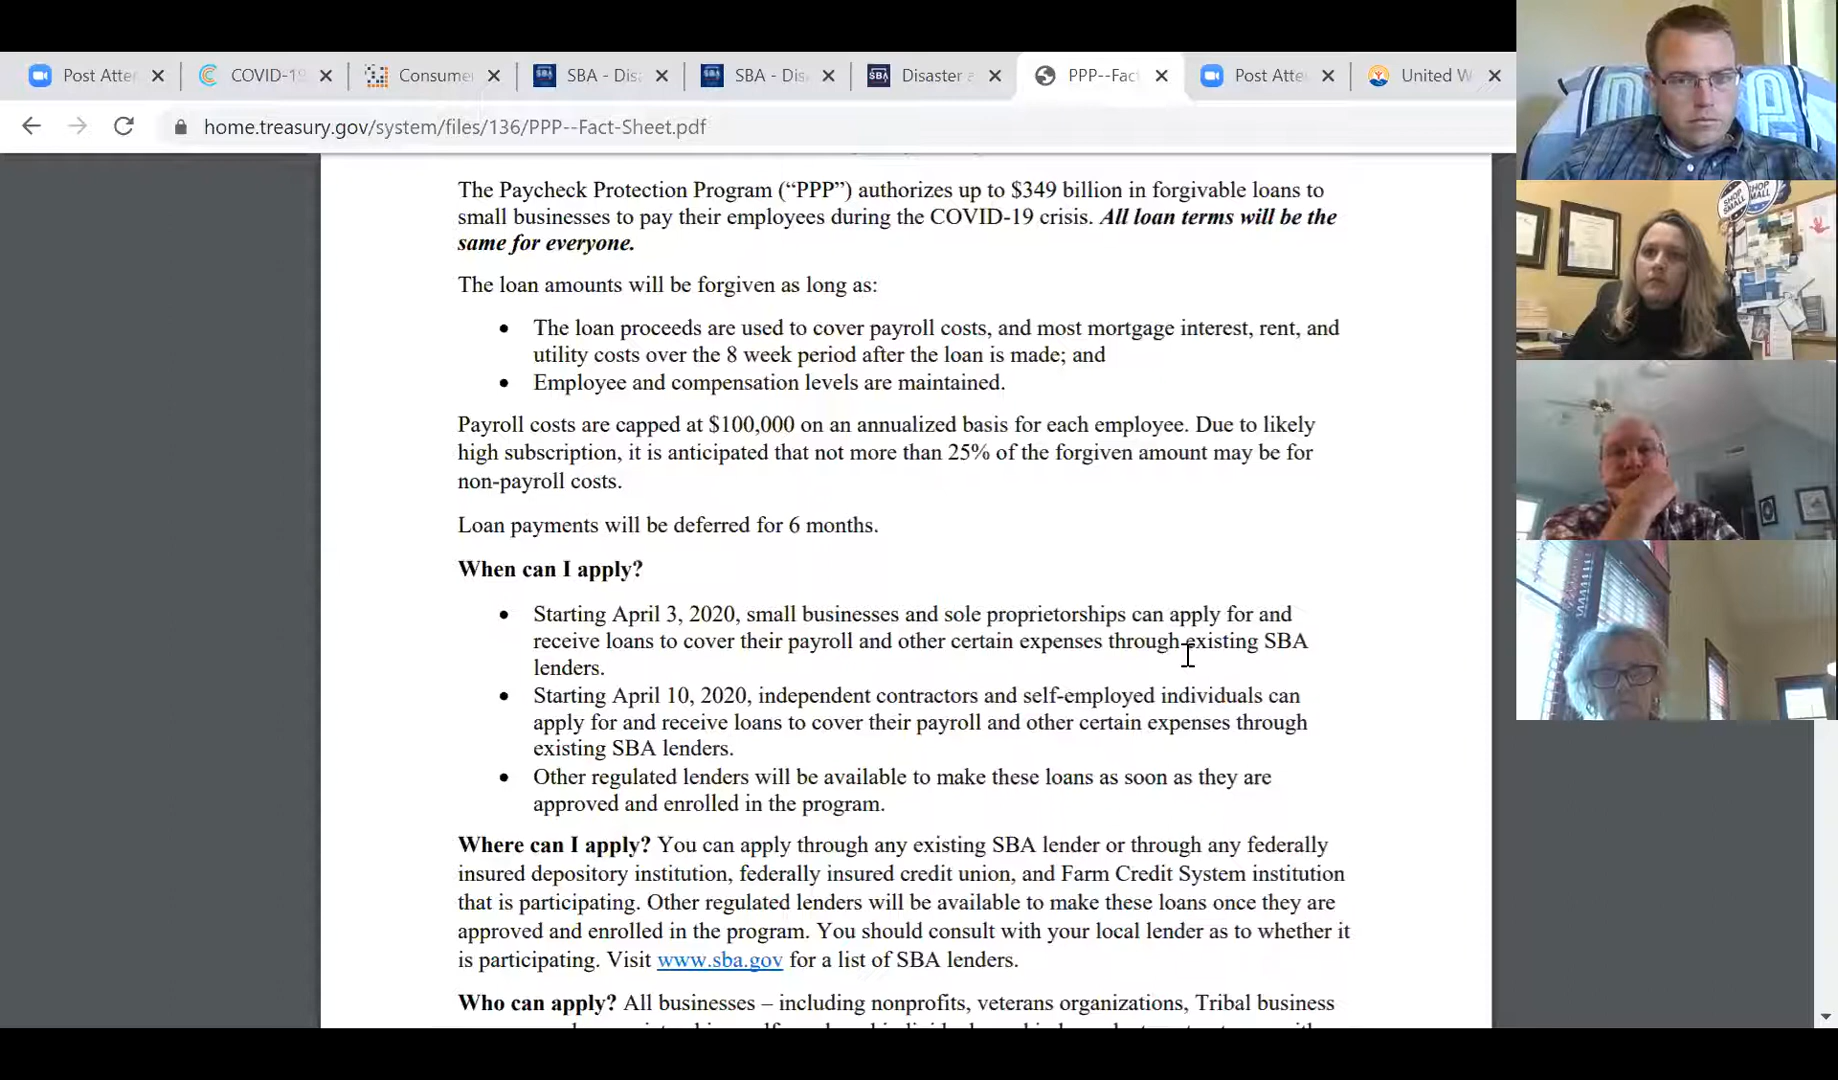 Post Atte
COVID-19
Consumer
SBA - Disa
SBA - Dis
Disaster a
PPP--Fact
Post Atte
United W
home.treasury.gov/system/files/136/PPP--Fact-Sheet.pdf
The Paycheck Protection Program (“PPP”) authorizes up to $349 billion in forgivable loans to
small businesses to pay their employees during the COVID-19 crisis. All loan terms will be the
same for everyone.
The loan amounts will be forgiven as long as:
• The loan proceeds are used to cover payroll costs, and most mortgage interest, rent, and
utility costs over the 8 week period after the loan is made; and
• Employee and compensation levels are maintained.
Payroll costs are capped at $100,000 on an annualized basis for each employee. Due to likely
high subscription, it is anticipated that not more than 25% of the forgiven amount may be for
non-payroll costs.
Loan payments will be deferred for 6 months.
When can I apply?
• Starting April 3, 2020, small businesses and sole proprietorships can apply for and
receive loans to cover their payroll and other certain expenses through existing SBA
lenders.
• Starting April 10, 2020, independent contractors and self-employed individuals can
apply for and receive loans to cover their payroll and other certain expenses through
existing SBA lenders.
• Other regulated lenders will be available to make these loans as soon as they are
approved and enrolled in the program.
Where can I apply? You can apply through any existing SBA lender or through any federally
insured depository institution, federally insured credit union, and Farm Credit System institution
that is participating. Other regulated lenders will be available to make these loans once they are
approved and enrolled in the program. You should consult with your local lender as to whether it
is participating. Visit www.sba.gov for a list of SBA lenders.
Who can apply? All businesses – including nonprofits, veterans organizations, Tribal business
SHOP
SMALL
SHOP
SMALL